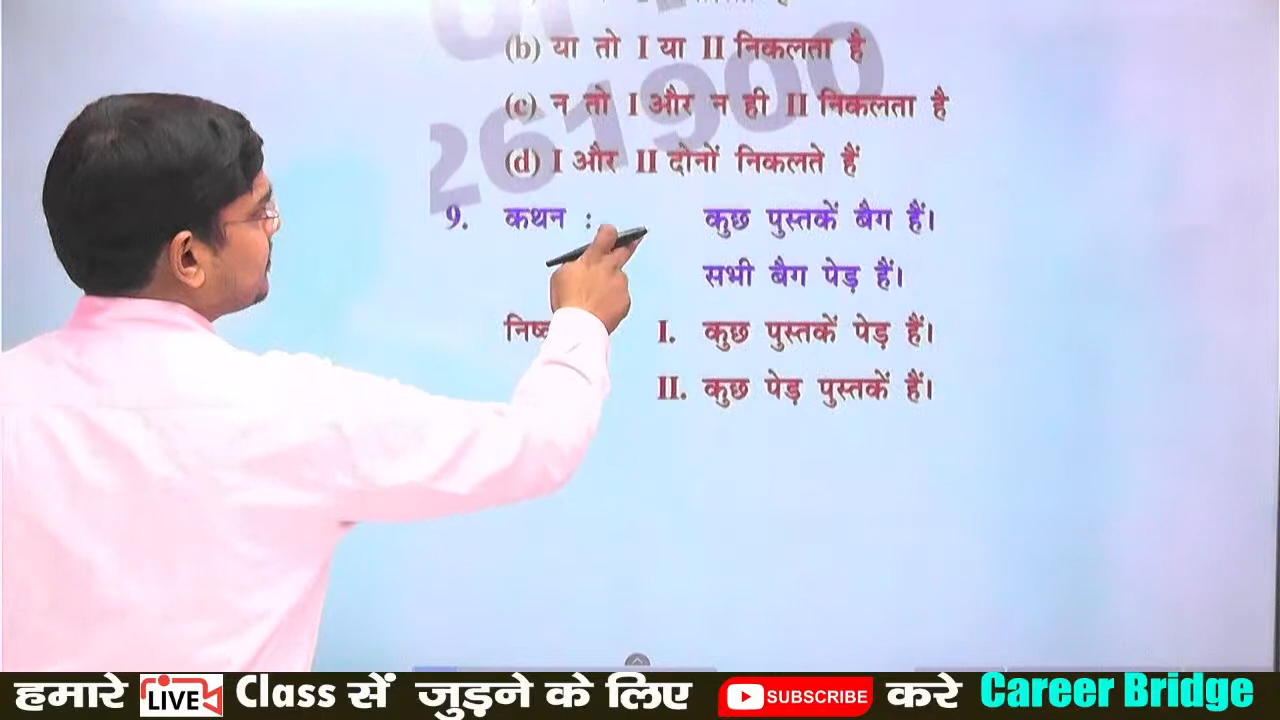 (b) या तो I या II निकलता है
(c) न तो I और न ही II निकलता है
(d) I और II दोनों निकलते हैं
261900
9. कथन : कुछ पुस्तकें बैग हैं।
सभी बैग पेड़ हैं।
I. कुछ पुस्तकें पेड़ हैं।
II. कुछ पेड़ पुस्तकें हैं।
हमारे LIVE Class सें जुड़ने के लिए SUBSCRIBE करे Career Bridge